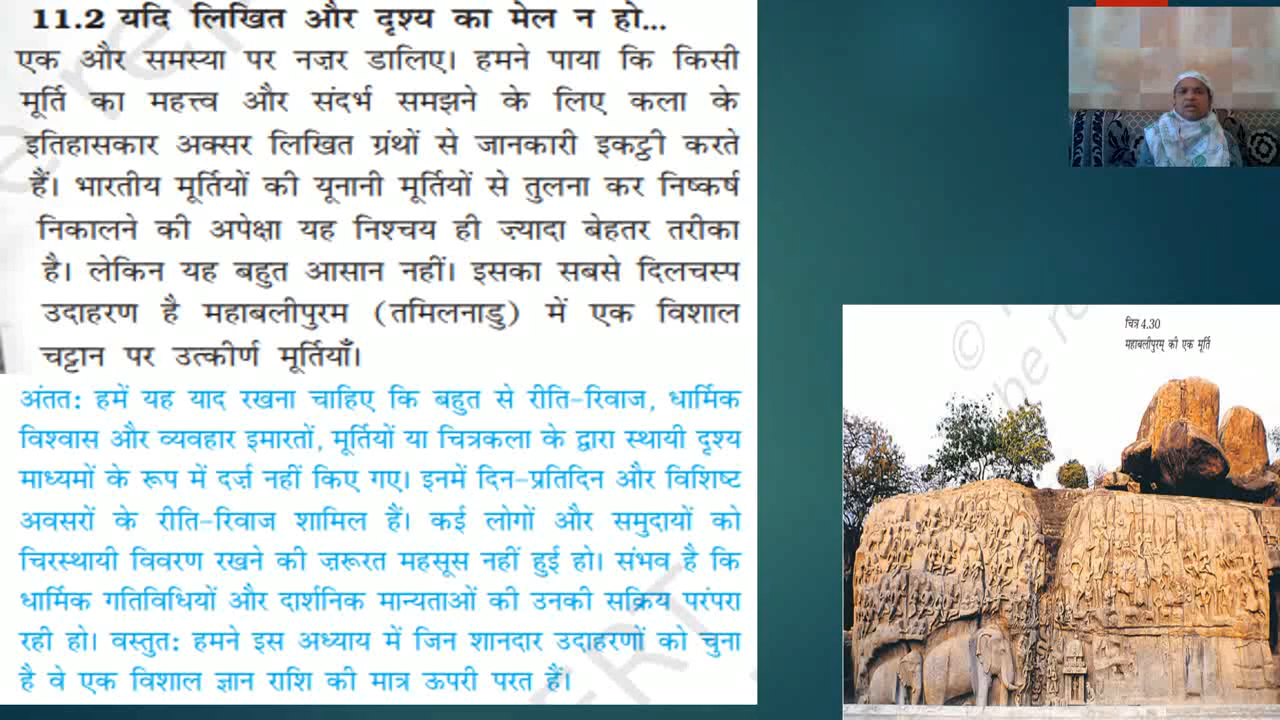 11.2 यदि लिखित और दृश्य का मेल न हो...
एक और समस्या पर नज़र डालिए। हमने पाया कि किसी
मूर्ति का महत्त्व और संदर्भ समझने के लिए कला के
इतिहासकार अक्सर लिखित ग्रंथों से जानकारी इकट्ठी करते
हैं। भारतीय मूर्तियों की यूनानी मूर्तियों से तुलना कर निष्कर्ष
निकालने की अपेक्षा यह निश्चय ही ज़्यादा बेहतर तरीका
है। लेकिन यह बहुत आसान नहीं। इसका सबसे दिलचस्प
उदाहरण है महाबलीपुरम (तमिलनाडु) में एक विशाल
चट्टान पर उत्कीर्ण मूर्तियाँ।
अंतत: हमें यह याद रखना चाहिए कि बहुत से रीति-रिवाज, धार्मिक
विश्वास और व्यवहार इमारतों, मूर्तियों या चित्रकला के द्वारा स्थायी दृश्य
माध्यमों के रूप में दर्ज़ नहीं किए गए। इनमें दिन-प्रतिदिन और विशिष्ट
अवसरों के रीति-रिवाज शामिल हैं। कई लोगों और समुदायों को
चिरस्थायी विवरण रखने की ज़रूरत महसूस नहीं हुई हो। संभव है कि
धार्मिक गतिविधियों और दार्शनिक मान्यताओं की उनकी सक्रिय परंपरा
रही हो। वस्तुत: हमने इस अध्याय में जिन शानदार उदाहरणों को चुना
है वे एक विशाल ज्ञान राशि की मात्र ऊपरी परत हैं।
चित्र 4.30
महाबलीपुरम् की एक मूर्ति